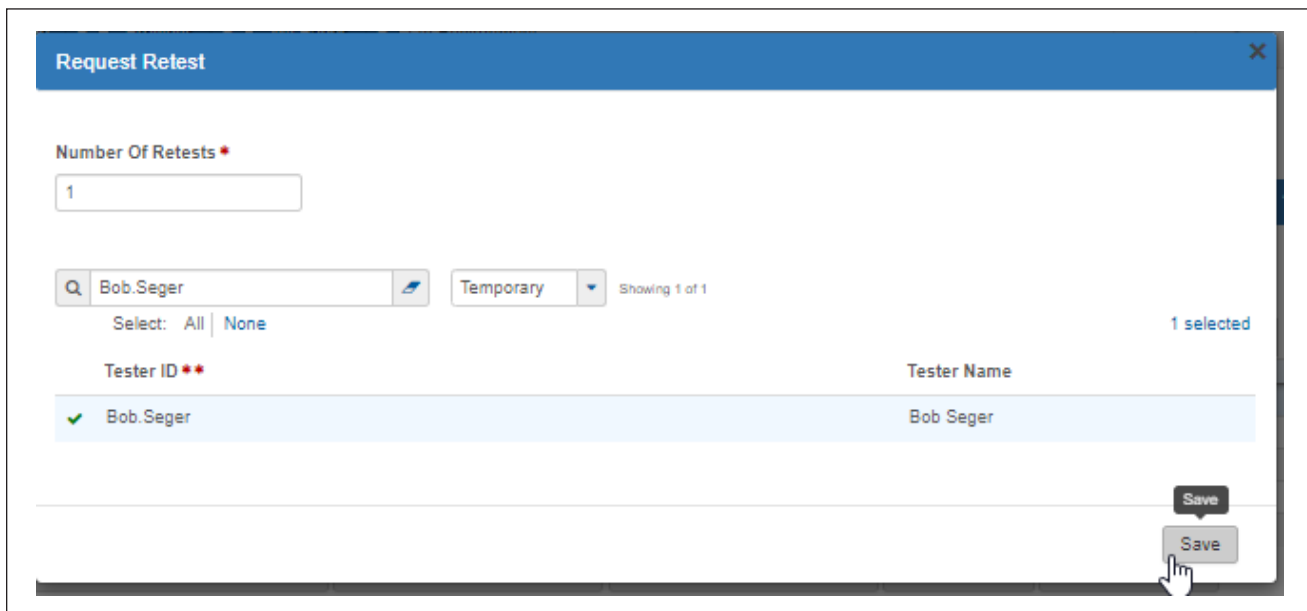 Request Retest
Number Of Retests *
1
Bob.Seger Temporary Showing 1 of 1
Select: All None 1 selected
Tester ID ** Tester Name
Bob.Seger Bob Seger
Save
Save